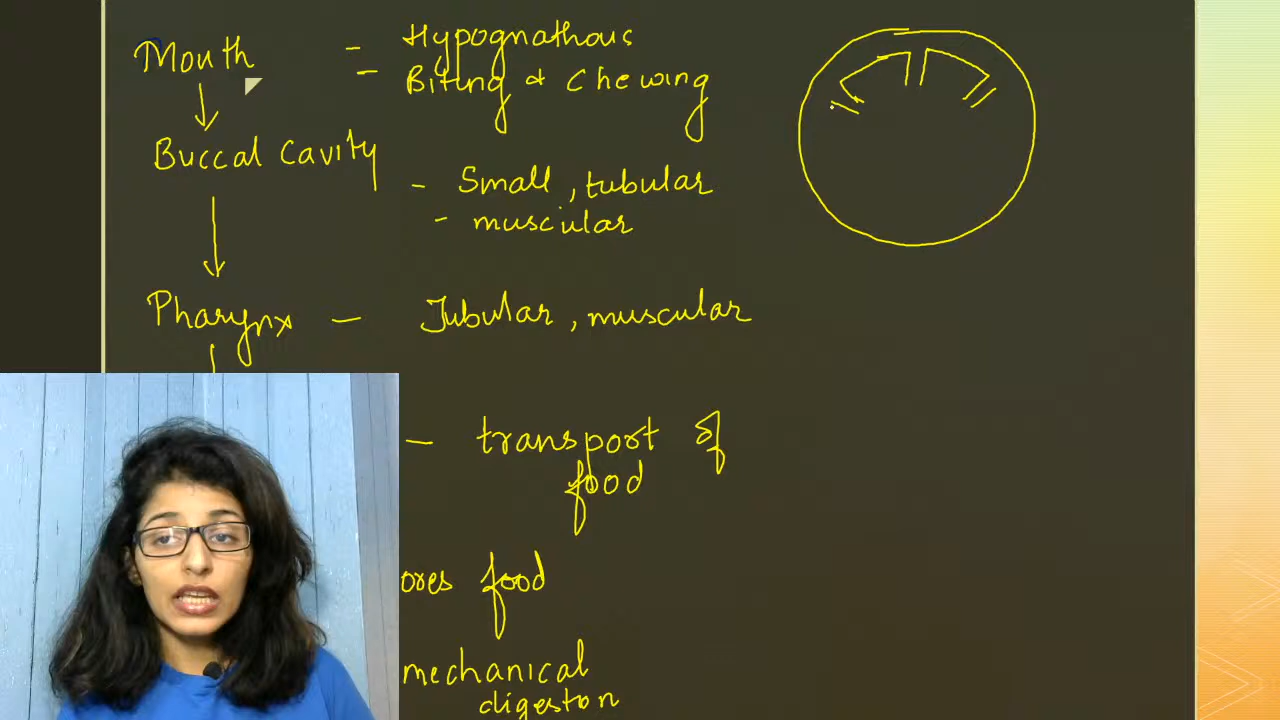 Mouth - Hypognathous
- Biting & Chewing
Buccal Cavity - Small, tubular
- muscular
Pharynx - Tubular, muscular
- transport of
food
ores food
mechanical
digeston